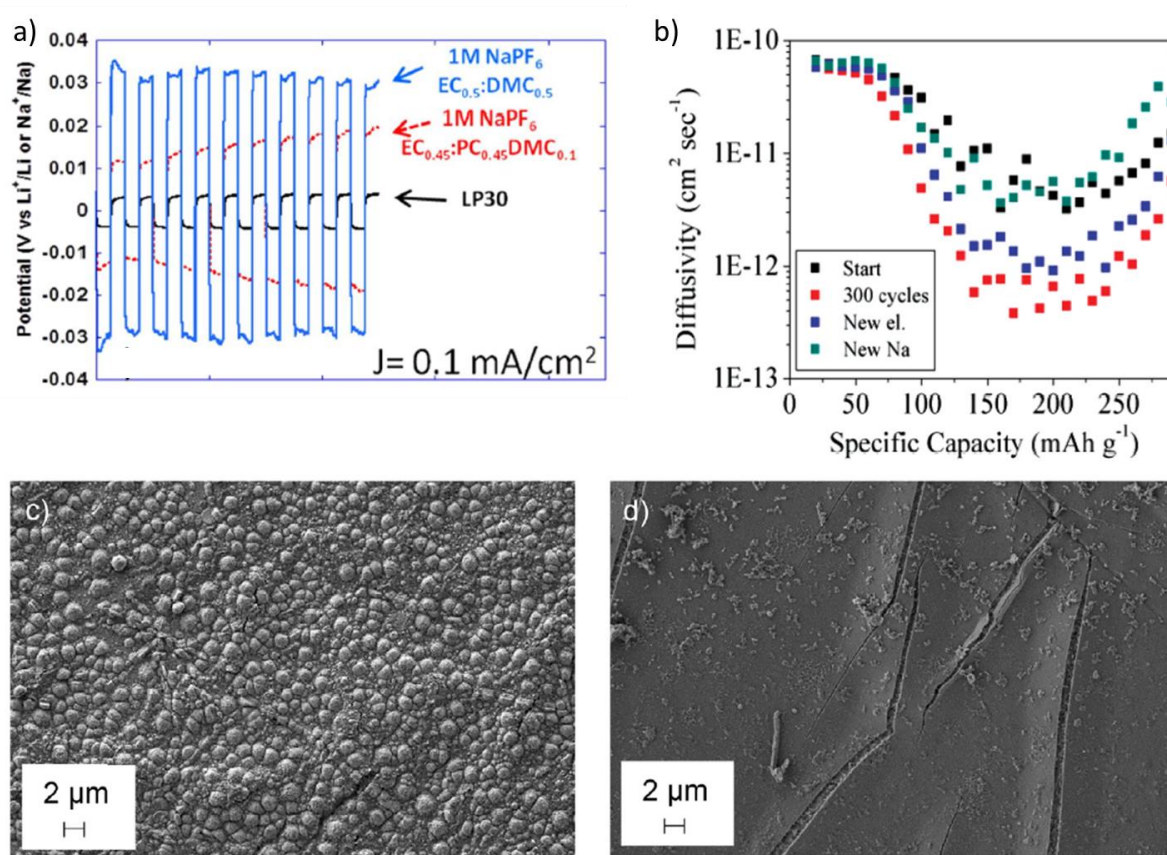 a)
0.04
0.03
0.02
0.01
0
-0.01
-0.02
-0.03
-0.04
Potential (V vs Li⁺/Li or Na⁺/Na)
1M NaPF₆
EC₀.₅:DMC₀.₅
1M NaPF₆
EC₀.₄₅:PC₀.₄₅DMC₀.₁
LP30
J= 0.1 mA/cm²
b)
1E-10
1E-11
1E-12
1E-13
Diffusivity (cm² sec⁻¹)
Start
300 cycles
New el.
New Na
0 50 100 150 200 250
Specific Capacity (mAh g⁻¹)
c)
2 µm
d)
2 µm